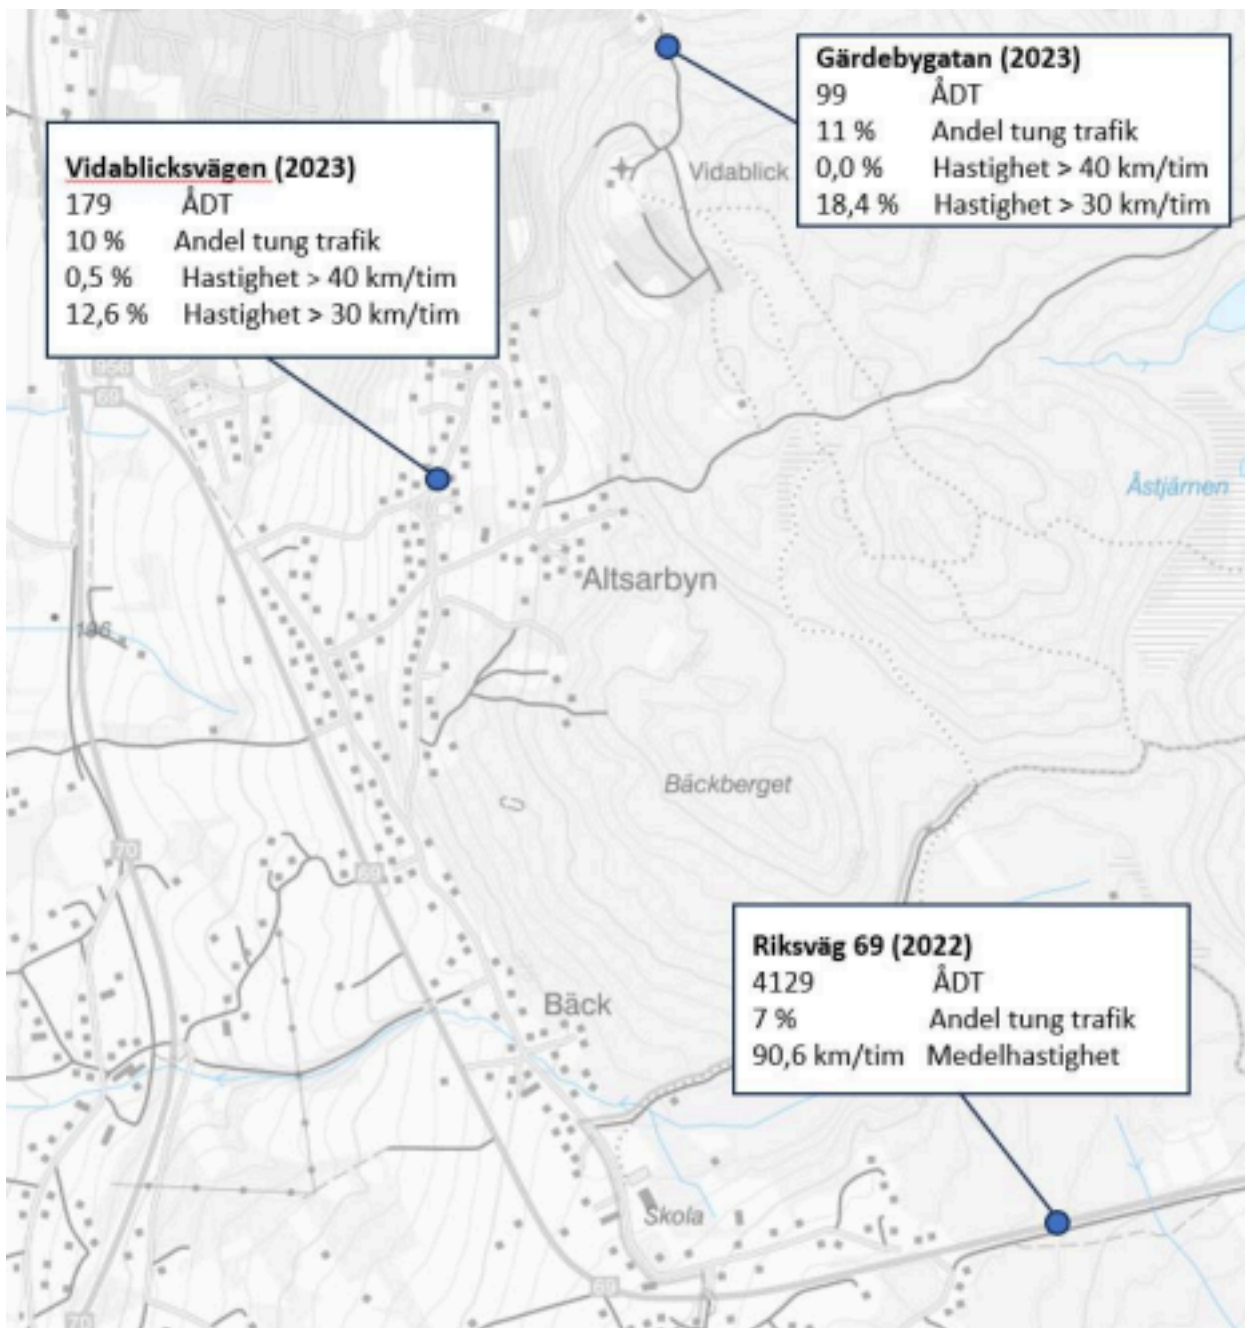 Gärdebygatan (2023)
99 ÅDT
11 % Andel tung trafik
0,0 % Hastighet > 40 km/tim
18,4 % Hastighet > 30 km/tim
Vidablicksvägen (2023)
179 ÅDT
10 % Andel tung trafik
0,5 % Hastighet > 40 km/tim
12,6 % Hastighet > 30 km/tim
Vidablick
69
Åstjärnen
Altsarbyn
196
Bäckberget
70
69
Riksväg 69 (2022)
4129 ÅDT
7 % Andel tung trafik
90,6 km/tim Medelhastighet
Bäck
Skola
69
70